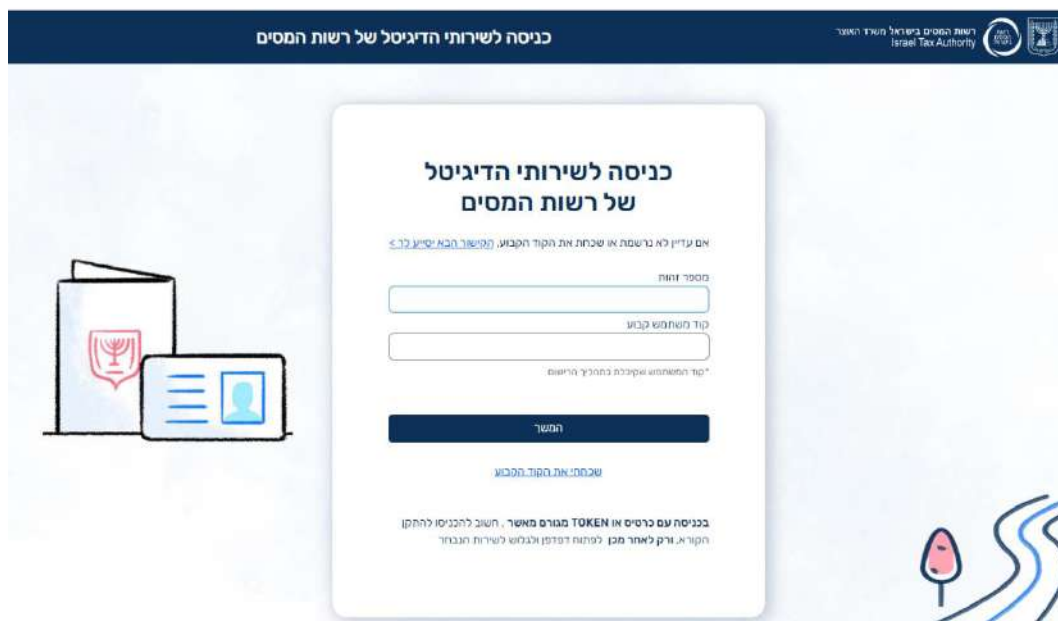 רשות המסים בישראל משרד האוצר
Israel Tax Authority
כניסה לשירותי הדיגיטל של רשות המסים
כניסה לשירותי הדיגיטל
של רשות המסים
אם עדיין לא נרשמת או שכחת את הקוד הקבוע, הקישור הבא יסייע לך >
מספר זהות
קוד משתמש קבוע
*קוד המשתמש שקיבלת בתהליך הרישום
המשך
שכחתי את הקוד הקבוע
בכניסה עם כרטיס או TOKEN מגורם מאשר , חשוב להכניסו להתקן
הקורא, ורק לאחר מכן לפתוח דפדפן ולגלוש לשירות הנבחר